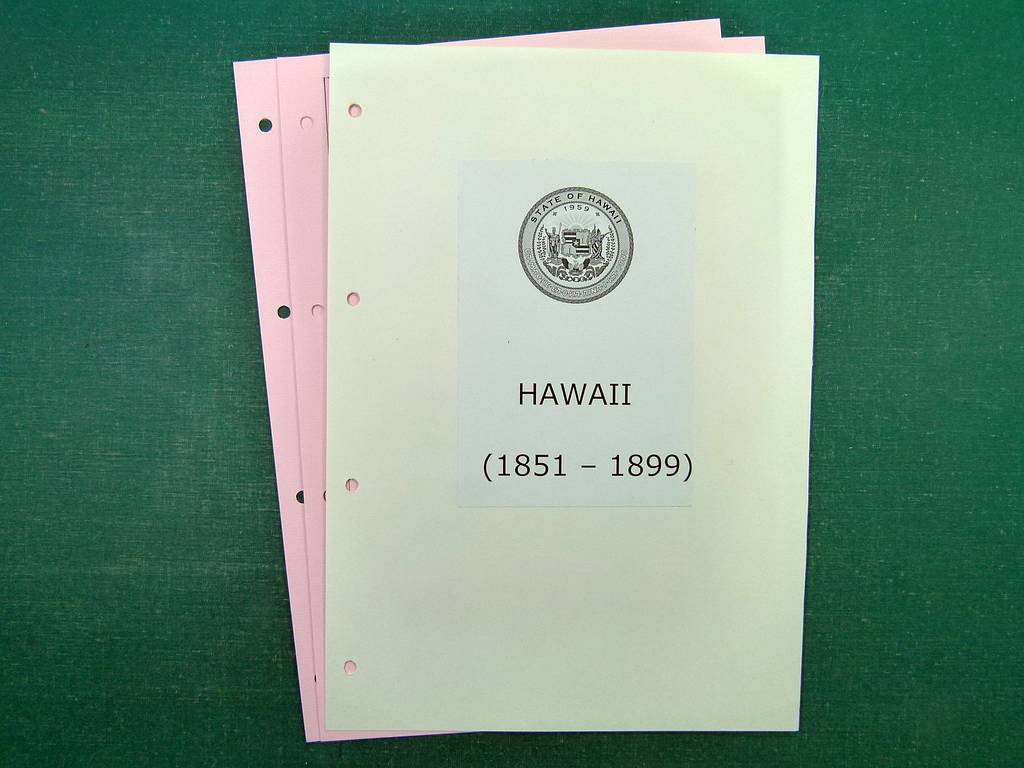 STATE OF HAWAII
1959
HAWAII
(1851 – 1899)